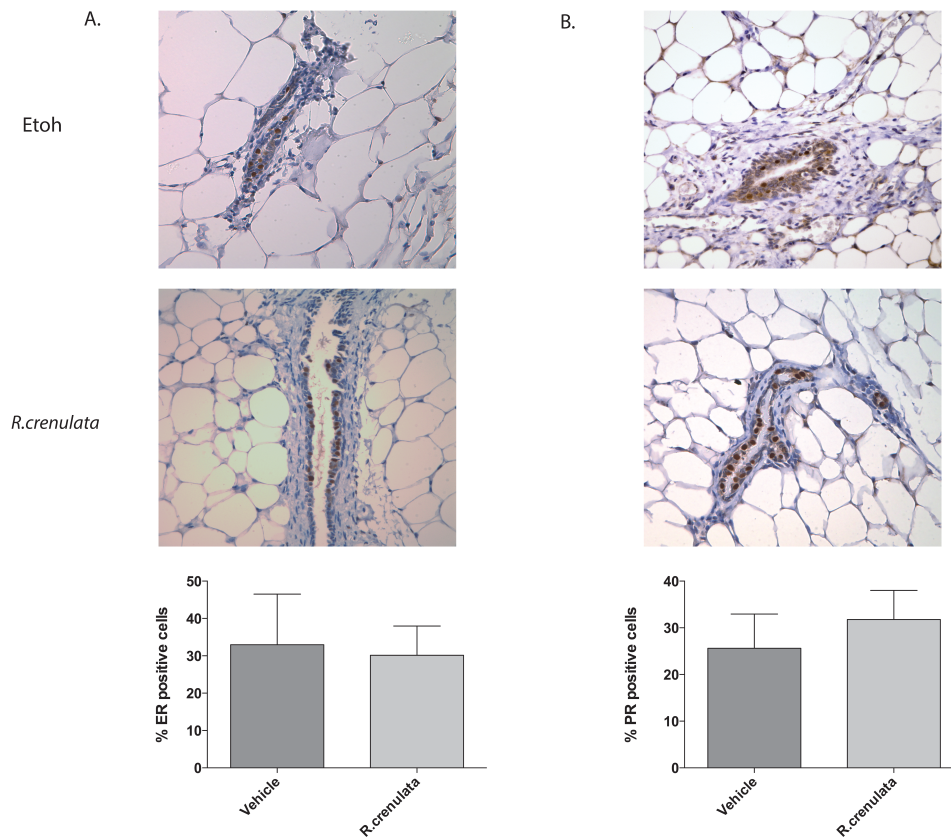 A.
B.
Etoh
R.crenulata
50
40
30
20
10
0
% ER positive cells
Vehicle
R.crenulata
40
30
20
10
0
% PR positive cells
Vehicle
R.crenulata